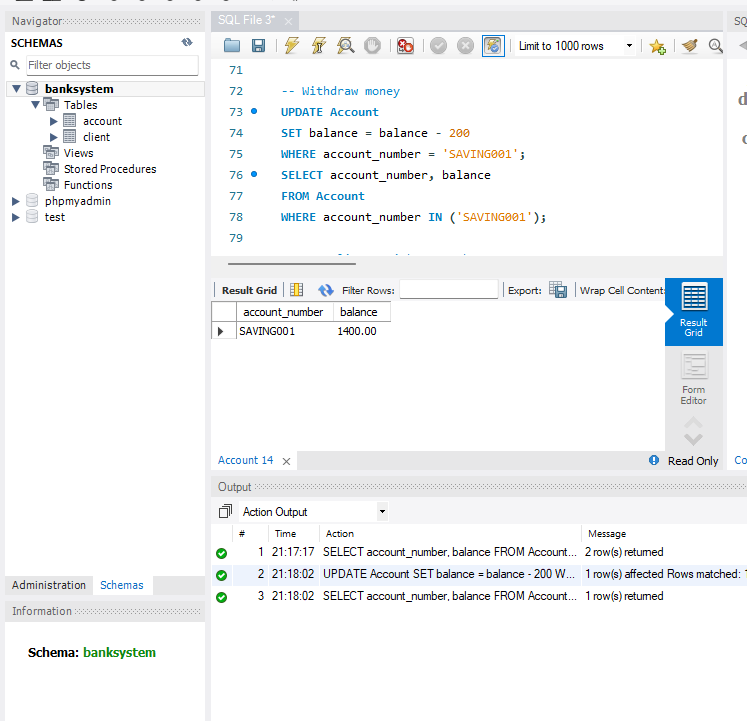 Navigator
SCHEMAS
Filter objects
banksystem
Tables
account
client
Views
Stored Procedures
Functions
phpmyadmin
test
Administration
Schemas
Information
Schema: banksystem
SQL File 3*
SQ
Limit to 1000 rows
71
72 -- Withdraw money
73 UPDATE Account
74 SET balance = balance - 200
75 WHERE account_number = 'SAVING001';
76 SELECT account_number, balance
77 FROM Account
78 WHERE account_number IN ('SAVING001');
79
Result Grid
Filter Rows:
Export:
Wrap Cell Content:
account_number balance
SAVING001 1400.00
Result
Grid
Form
Editor
Account 14
Read Only
Co
Output
Action Output
# Time Action Message
1 21:17:17 SELECT account_number, balance FROM Account... 2 row(s) returned
2 21:18:02 UPDATE Account SET balance = balance - 200 W... 1 row(s) affected Rows matched: 1
3 21:18:02 SELECT account_number, balance FROM Account... 1 row(s) returned